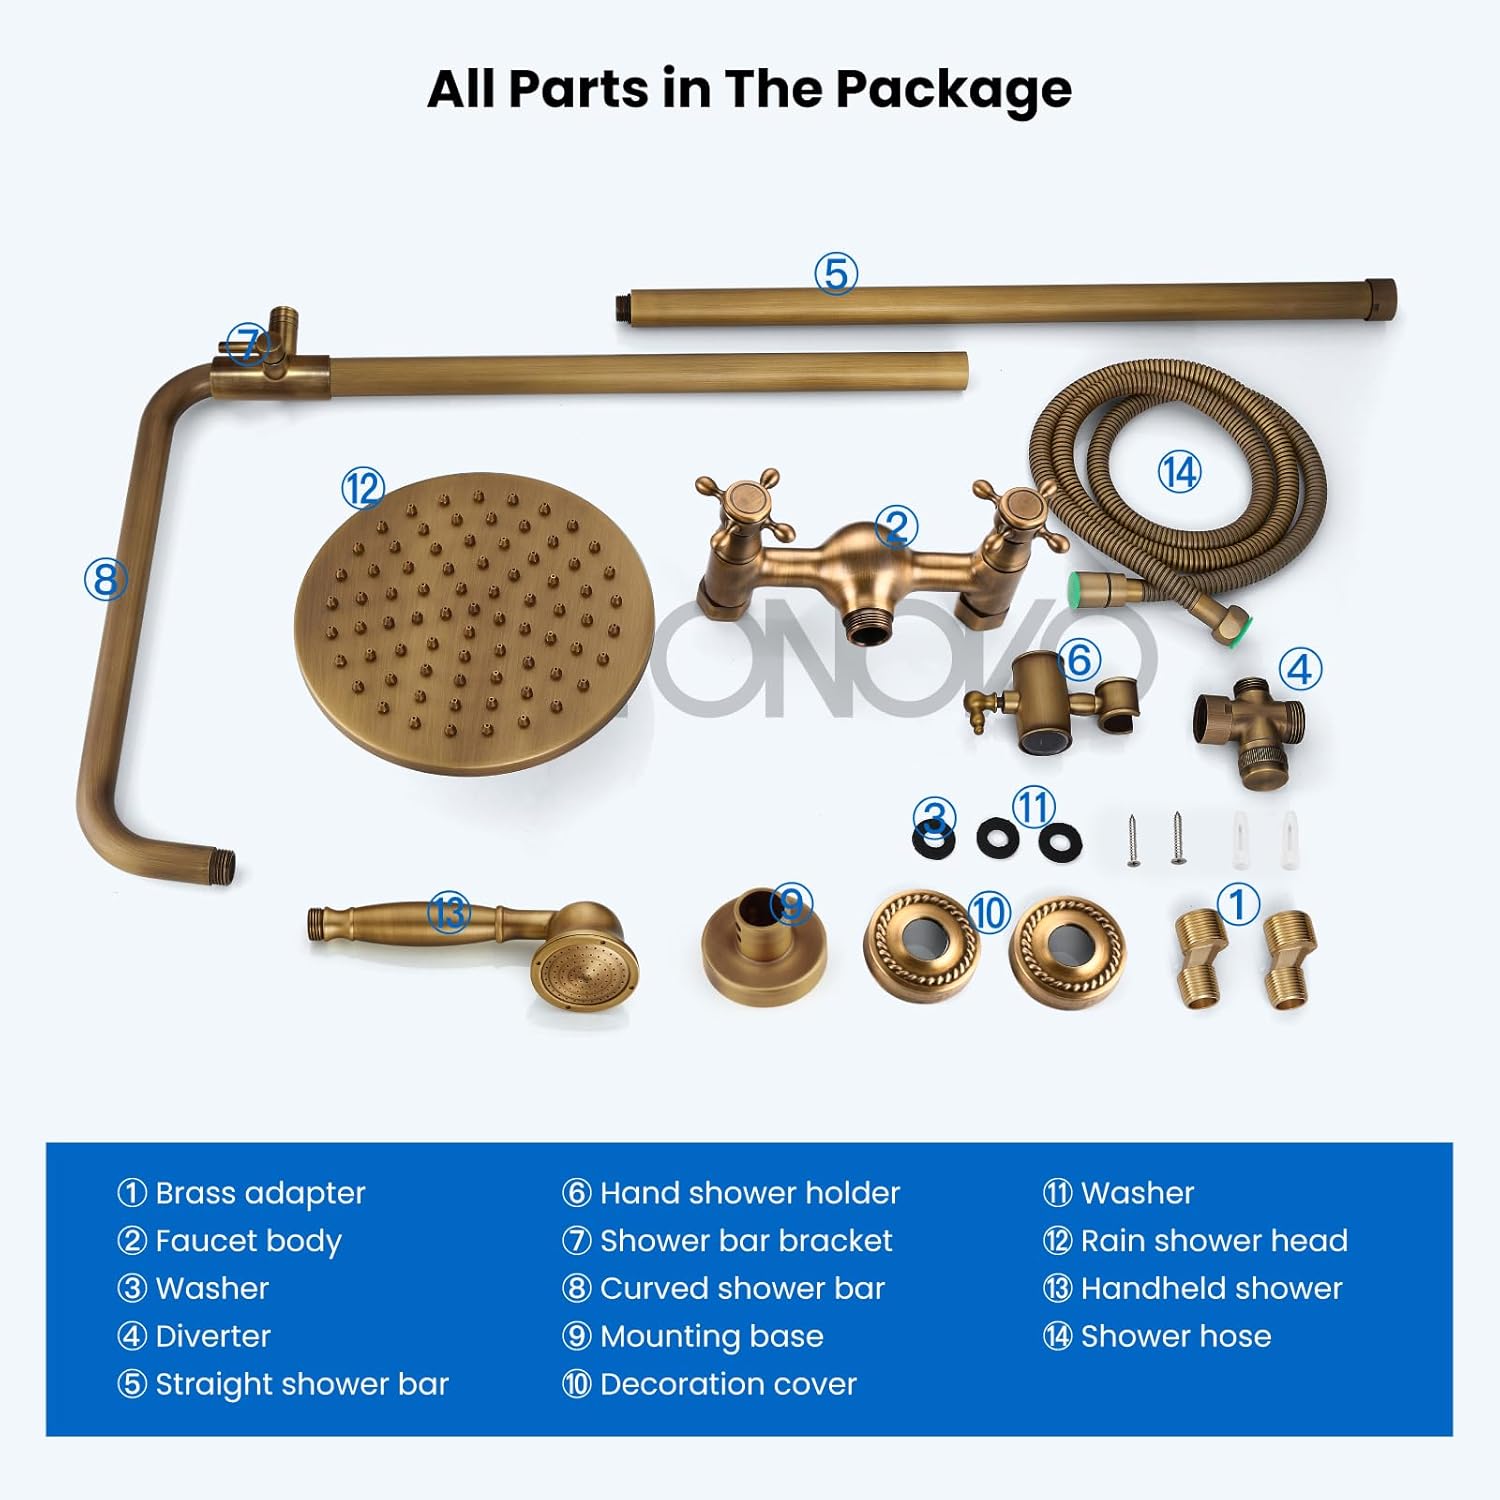 All Parts in The Package
⑤
⑦
⑫
⑭
②
⑧
⑥
④
③
⑪
⑬
⑨
⑩
①
① Brass adapter
② Faucet body
③ Washer
④ Diverter
⑤ Straight shower bar
⑥ Hand shower holder
⑦ Shower bar bracket
⑧ Curved shower bar
⑨ Mounting base
⑩ Decoration cover
⑪ Washer
⑫ Rain shower head
⑬ Handheld shower
⑭ Shower hose